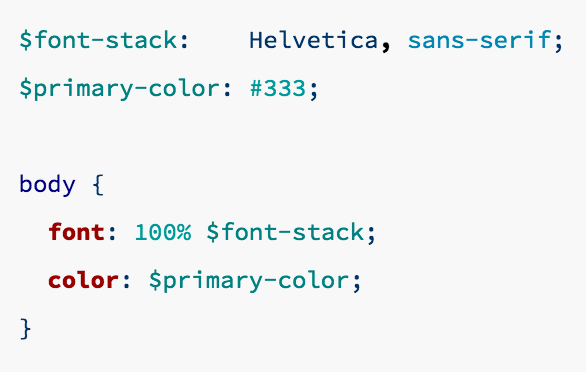 $font-stack:    Helvetica, sans-serif;
$primary-color: #333;

body {
  font: 100% $font-stack;
  color: $primary-color;
}